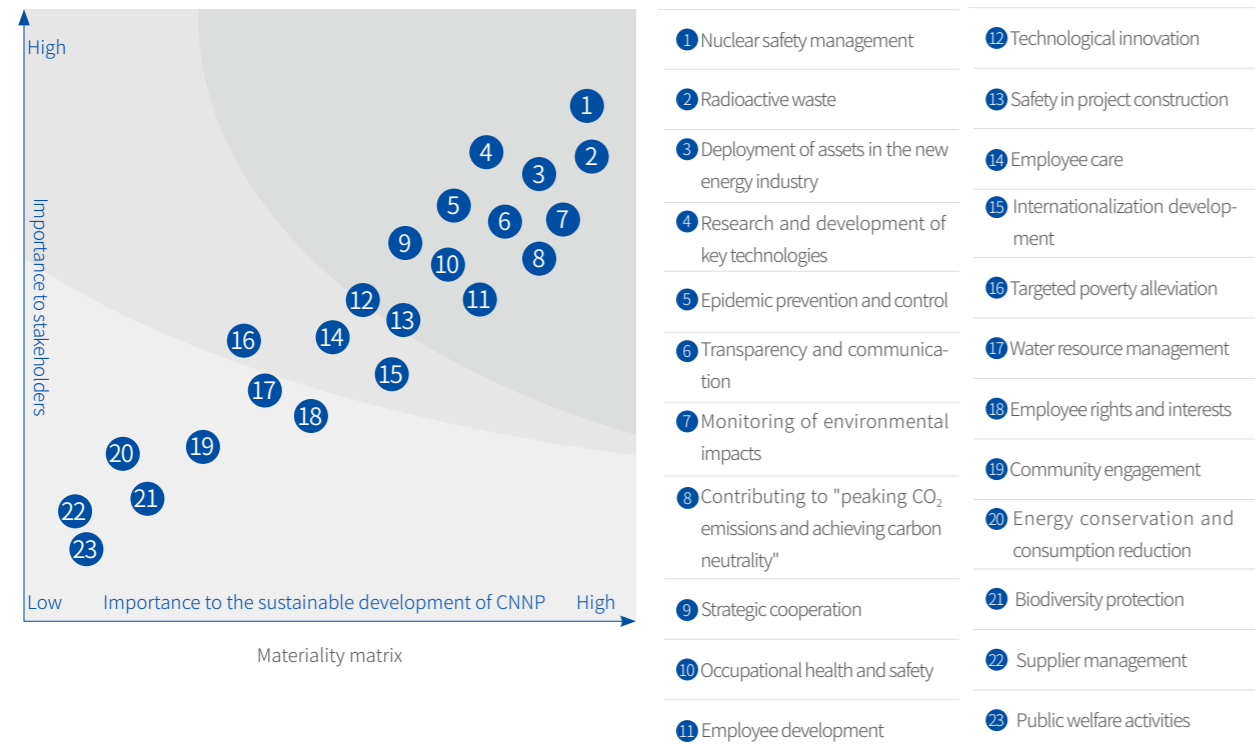 High
Importance to stakeholders
1
2
4
3
5
6
7
9
8
10
12
11
13
14
16
15
17
18
19
20
21
22
23
Low
Importance to the sustainable development of CNNP
High
Materiality matrix
1 Nuclear safety management
2 Radioactive waste
3 Deployment of assets in the new
energy industry
4 Research and development of
key technologies
5 Epidemic prevention and control
6 Transparency and communica-
tion
7 Monitoring of environmental
impacts
8 Contributing to "peaking CO₂
emissions and achieving carbon
neutrality"
9 Strategic cooperation
10 Occupational health and safety
11 Employee development
12 Technological innovation
13 Safety in project construction
14 Employee care
15 Internationalization develop-
ment
16 Targeted poverty alleviation
17 Water resource management
18 Employee rights and interests
19 Community engagement
20 Energy conservation and
consumption reduction
21 Biodiversity protection
22 Supplier management
23 Public welfare activities